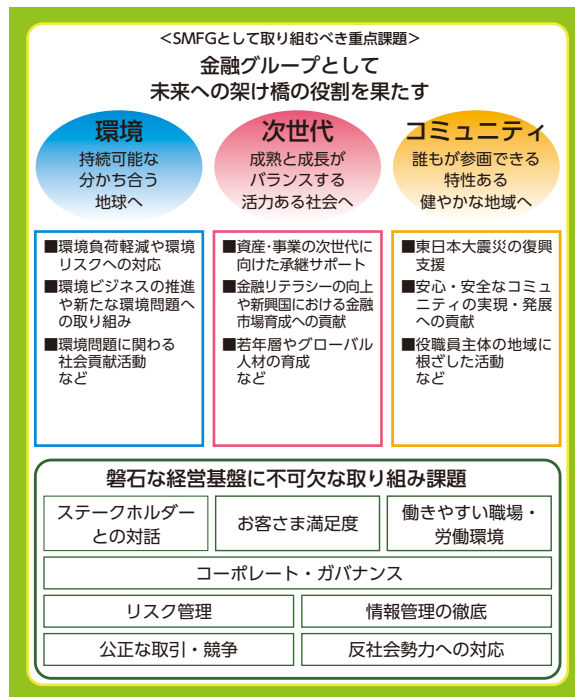 <SMFGとして取り組むべき重点課題>
金融グループとして
未来への架け橋の役割を果たす
環境
持続可能な
分かち合う
地球へ
次世代
成熟と成長が
バランスする
活力ある社会へ
コミュニティ
誰もが参画できる
特性ある
健やかな地域へ
■環境負荷軽減や環境
リスクへの対応
■環境ビジネスの推進
や新たな環境問題へ
の取り組み
■環境問題に関わる
社会貢献活動
など
■資産・事業の次世代に
向けた承継サポート
■金融リテラシーの向上
や新興国における金融
市場育成への貢献
■若年層やグローバル
人材の育成
など
■東日本大震災の復興
支援
■安心・安全なコミュ
ニティの実現・発展
への貢献
■役職員主体の地域に
根ざした活動
など
磐石な経営基盤に不可欠な取り組み課題
ステークホルダー
との対話
お客さま満足度
働きやすい職場・
労働環境
コーポレート・ガバナンス
リスク管理
情報管理の徹底
公正な取引・競争
反社会勢力への対応